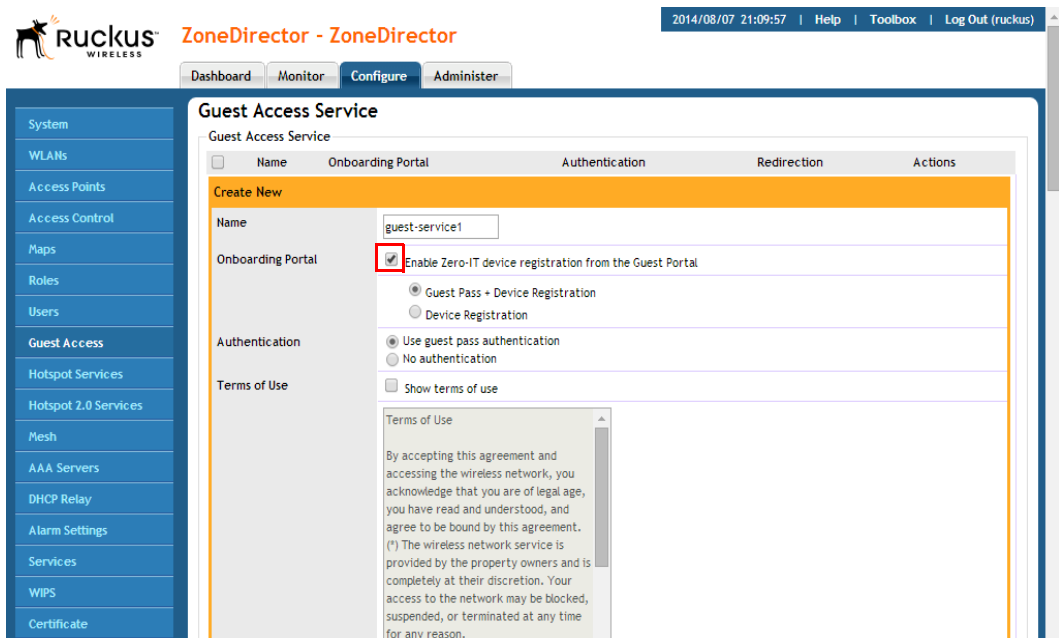 2014/08/07 21:09:57 | Help | Toolbox | Log Out (ruckus)
Ruckus™
WIRELESS
ZoneDirector - ZoneDirector
Dashboard Monitor Configure Administer
System
WLANs
Access Points
Access Control
Maps
Roles
Users
Guest Access
Hotspot Services
Hotspot 2.0 Services
Mesh
AAA Servers
DHCP Relay
Alarm Settings
Services
WIPS
Certificate
Guest Access Service
Guest Access Service
Name Onboarding Portal Authentication Redirection Actions
Create New
Name guest-service1
Onboarding Portal Enable Zero-IT device registration from the Guest Portal
Guest Pass + Device Registration
Device Registration
Authentication Use guest pass authentication
No authentication
Terms of Use Show terms of use
Terms of Use
By accepting this agreement and
accessing the wireless network, you
acknowledge that you are of legal age,
you have read and understood, and
agree to be bound by this agreement.
(*) The wireless network service is
provided by the property owners and is
completely at their discretion. Your
access to the network may be blocked,
suspended, or terminated at any time
for any reason.